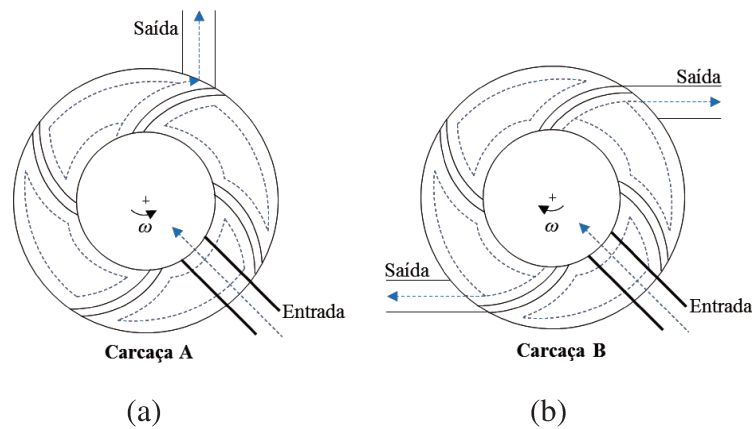 Saída
+
ω
Entrada
Carcaça A
(a)
Saída
+
ω
Saída
Entrada
Carcaça B
(b)